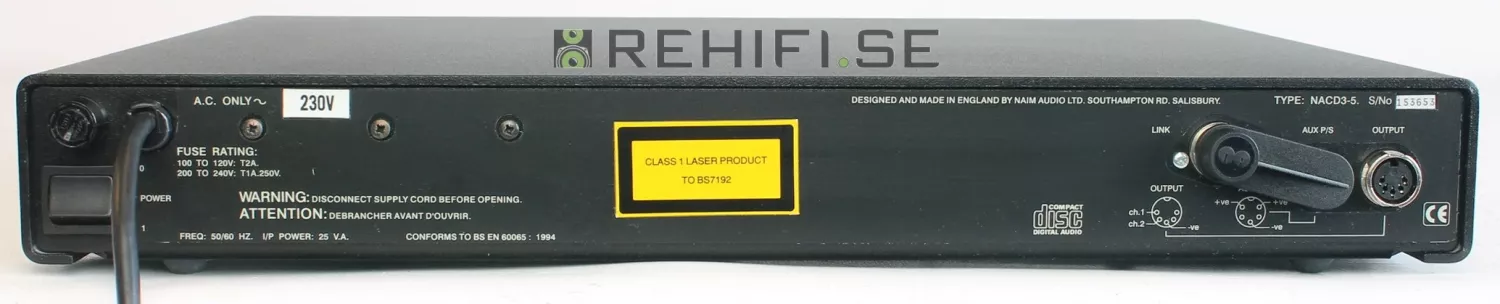 REHIFI.SE
A.C. ONLY~
230V
DESIGNED AND MADE IN ENGLAND BY NAIM AUDIO LTD. SOUTHAMPTON RD. SALISBURY.
TYPE: NACD3-5. S/No 153653
LINK
AUX P/S
OUTPUT
FUSE RATING:
100 TO 120V: T2A.
200 TO 240V: T1A.250V.
CLASS 1 LASER PRODUCT
TO BS7192
0
POWER
1
WARNING: DISCONNECT SUPPLY CORD BEFORE OPENING.
ATTENTION: DEBRANCHER AVANT D'OUVRIR.
FREQ: 50/60 HZ. I/P POWER: 25 V.A.
CONFORMS TO BS EN 60065: 1994
COMPACT
disc
DIGITAL AUDIO
OUTPUT
ch.1
ch.2
-ve
+ve
+ve
-ve
CE